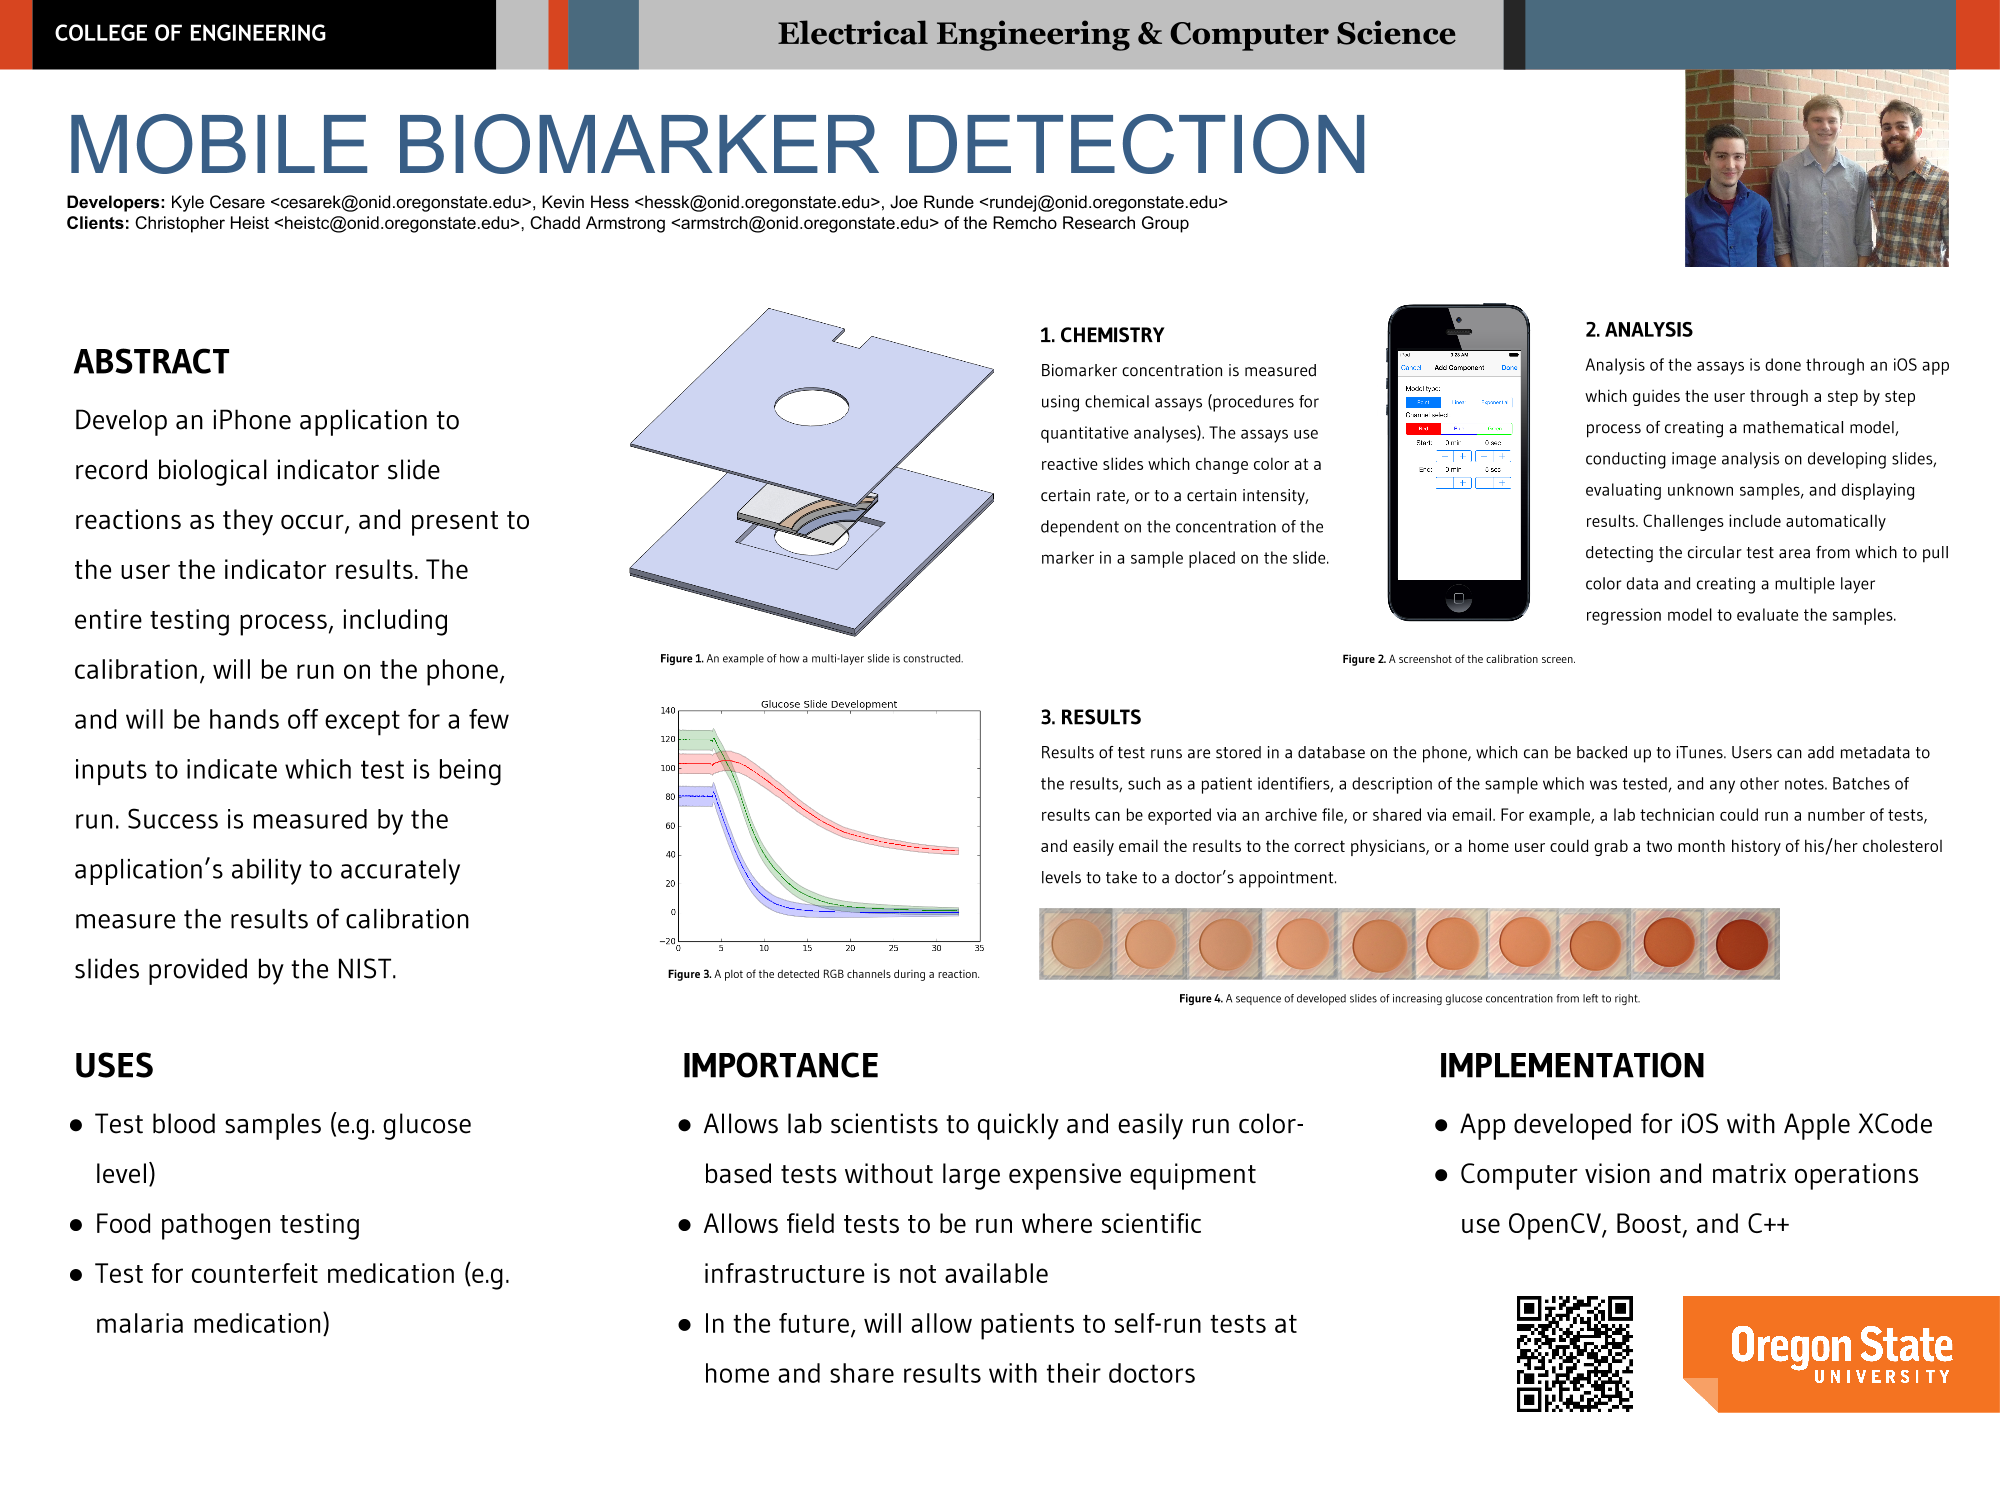 COLLEGE OF ENGINEERING
Electrical Engineering & Computer Science
MOBILE BIOMARKER DETECTION
Developers: Kyle Cesare <cesarek@onid.oregonstate.edu>, Kevin Hess <hessk@onid.oregonstate.edu>, Joe Runde <rundej@onid.oregonstate.edu>
Clients: Christopher Heist <heistc@onid.oregonstate.edu>, Chadd Armstrong <armstrch@onid.oregonstate.edu> of the Remcho Research Group
ABSTRACT
Develop an iPhone application to
record biological indicator slide
reactions as they occur, and present to
the user the indicator results. The
entire testing process, including
calibration, will be run on the phone,
and will be hands off except for a few
inputs to indicate which test is being
run. Success is measured by the
application’s ability to accurately
measure the results of calibration
slides provided by the NIST.
Figure 1. An example of how a multi-layer slide is constructed.
1. CHEMISTRY
Biomarker concentration is measured
using chemical assays (procedures for
quantitative analyses). The assays use
reactive slides which change color at a
certain rate, or to a certain intensity,
dependent on the concentration of the
marker in a sample placed on the slide.
Cancel Add Component Done
Model type:
Channel select
Start: 0 min 0 sec
− + − +
End: 0 min
+ +
Figure 2. A screenshot of the calibration screen.
2. ANALYSIS
Analysis of the assays is done through an iOS app
which guides the user through a step by step
process of creating a mathematical model,
conducting image analysis on developing slides,
evaluating unknown samples, and displaying
results. Challenges include automatically
detecting the circular test area from which to pull
color data and creating a multiple layer
regression model to evaluate the samples.
Glucose Slide Development
140
120
100
80
60
40
20
0
−20
0 5 10 15 20 25 30 35
Figure 3. A plot of the detected RGB channels during a reaction.
3. RESULTS
Results of test runs are stored in a database on the phone, which can be backed up to iTunes. Users can add metadata to
the results, such as a patient identifiers, a description of the sample which was tested, and any other notes. Batches of
results can be exported via an archive file, or shared via email. For example, a lab technician could run a number of tests,
and easily email the results to the correct physicians, or a home user could grab a two month history of his/her cholesterol
levels to take to a doctor’s appointment.
Figure 4. A sequence of developed slides of increasing glucose concentration from left to right.
USES
● Test blood samples (e.g. glucose
level)
● Food pathogen testing
● Test for counterfeit medication (e.g.
malaria medication)
IMPORTANCE
● Allows lab scientists to quickly and easily run color-
based tests without large expensive equipment
● Allows field tests to be run where scientific
infrastructure is not available
● In the future, will allow patients to self-run tests at
home and share results with their doctors
IMPLEMENTATION
● App developed for iOS with Apple XCode
● Computer vision and matrix operations
use OpenCV, Boost, and C++
Oregon State
UNIVERSITY